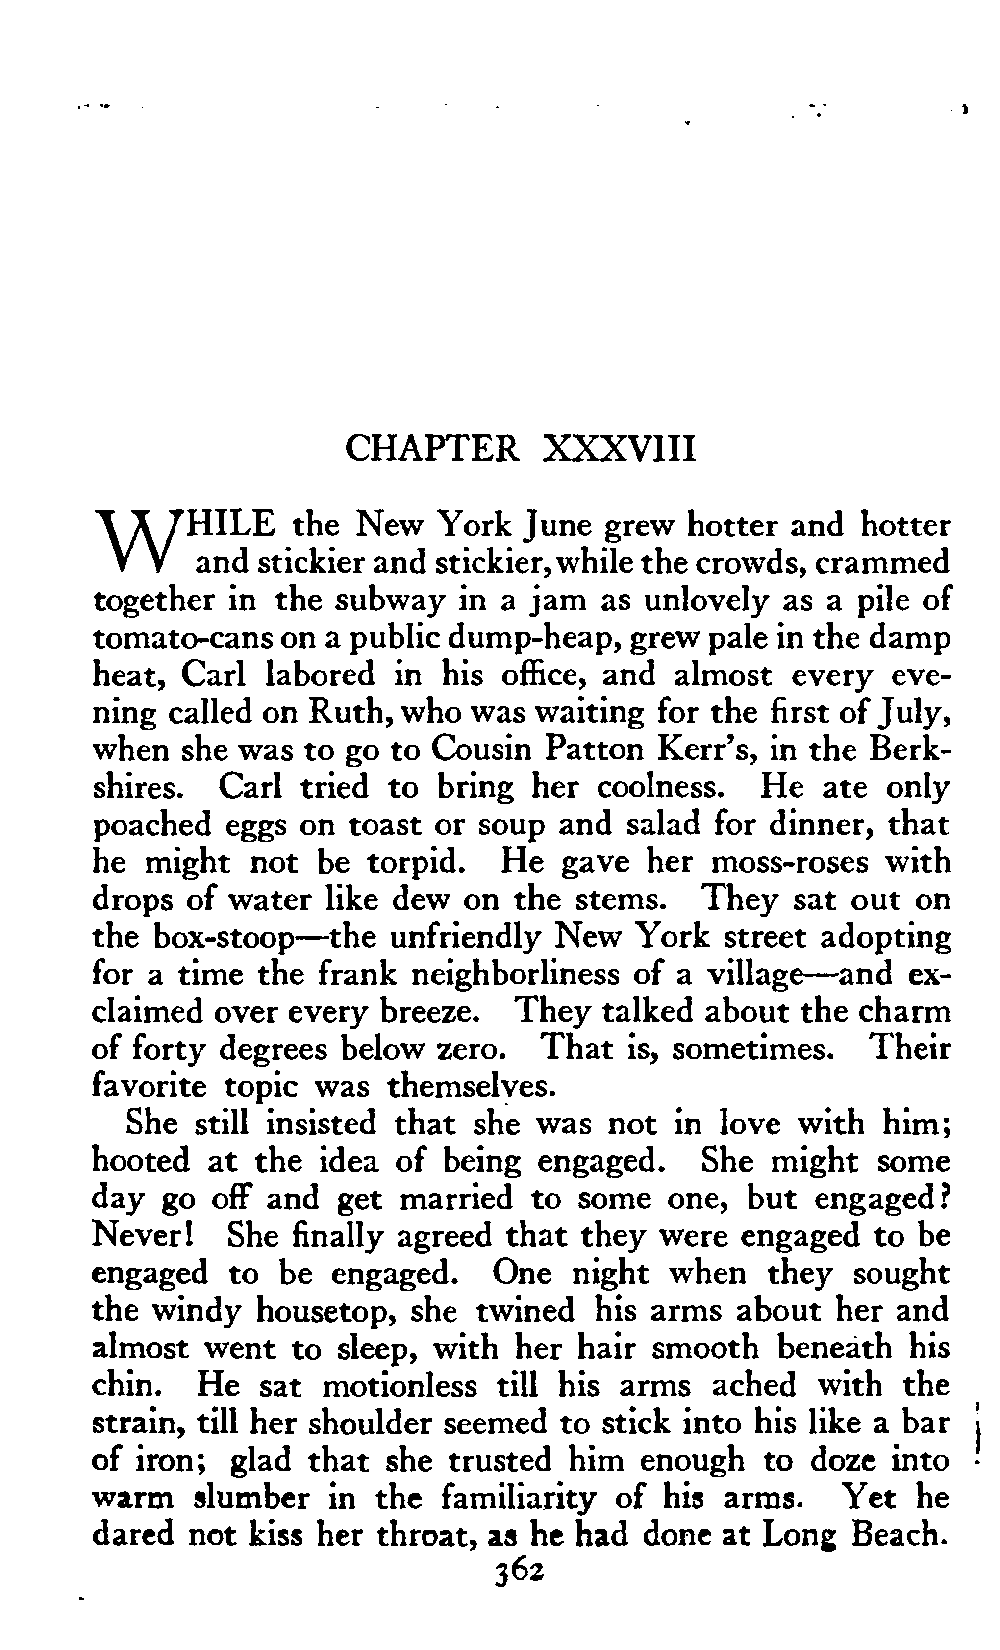 CHAPTER XXXVIII
WHILE the New York June grew hotter and hotter
and stickier and stickier, while the crowds, crammed
together in the subway in a jam as unlovely as a pile of
tomato-cans on a public dump-heap, grew pale in the damp
heat, Carl labored in his office, and almost every eve-
ning called on Ruth, who was waiting for the first of July,
when she was to go to Cousin Patton Kerr's, in the Berk-
shires. Carl tried to bring her coolness. He ate only
poached eggs on toast or soup and salad for dinner, that
he might not be torpid. He gave her moss-roses with
drops of water like dew on the stems. They sat out on
the box-stoop—the unfriendly New York street adopting
for a time the frank neighborliness of a village—and ex-
claimed over every breeze. They talked about the charm
of forty degrees below zero. That is, sometimes. Their
favorite topic was themselves.
She still insisted that she was not in love with him;
hooted at the idea of being engaged. She might some
day go off and get married to some one, but engaged?
Never! She finally agreed that they were engaged to be
engaged to be engaged. One night when they sought
the windy housetop, she twined his arms about her and
almost went to sleep, with her hair smooth beneath his
chin. He sat motionless till his arms ached with the
strain, till her shoulder seemed to stick into his like a bar
of iron; glad that she trusted him enough to doze into
warm slumber in the familiarity of his arms. Yet he
dared not kiss her throat, as he had done at Long Beach.
362